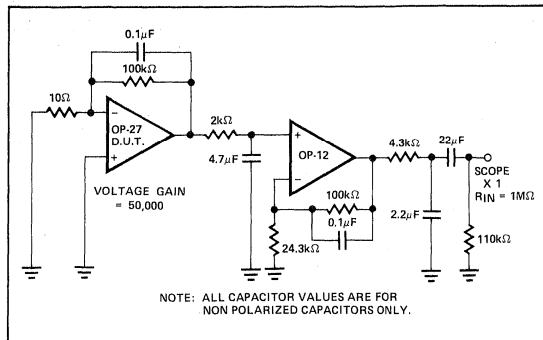 0.1μF
100kΩ
10Ω
−
+
OP-27
D.U.T.
VOLTAGE GAIN
= 50,000
2kΩ
4.7μF
+
−
OP-12
100kΩ
0.1μF
24.3kΩ
4.3kΩ
22μF
2.2μF
SCOPE
X 1
RIN = 1MΩ
110kΩ
NOTE: ALL CAPACITOR VALUES ARE FOR
NON POLARIZED CAPACITORS ONLY.